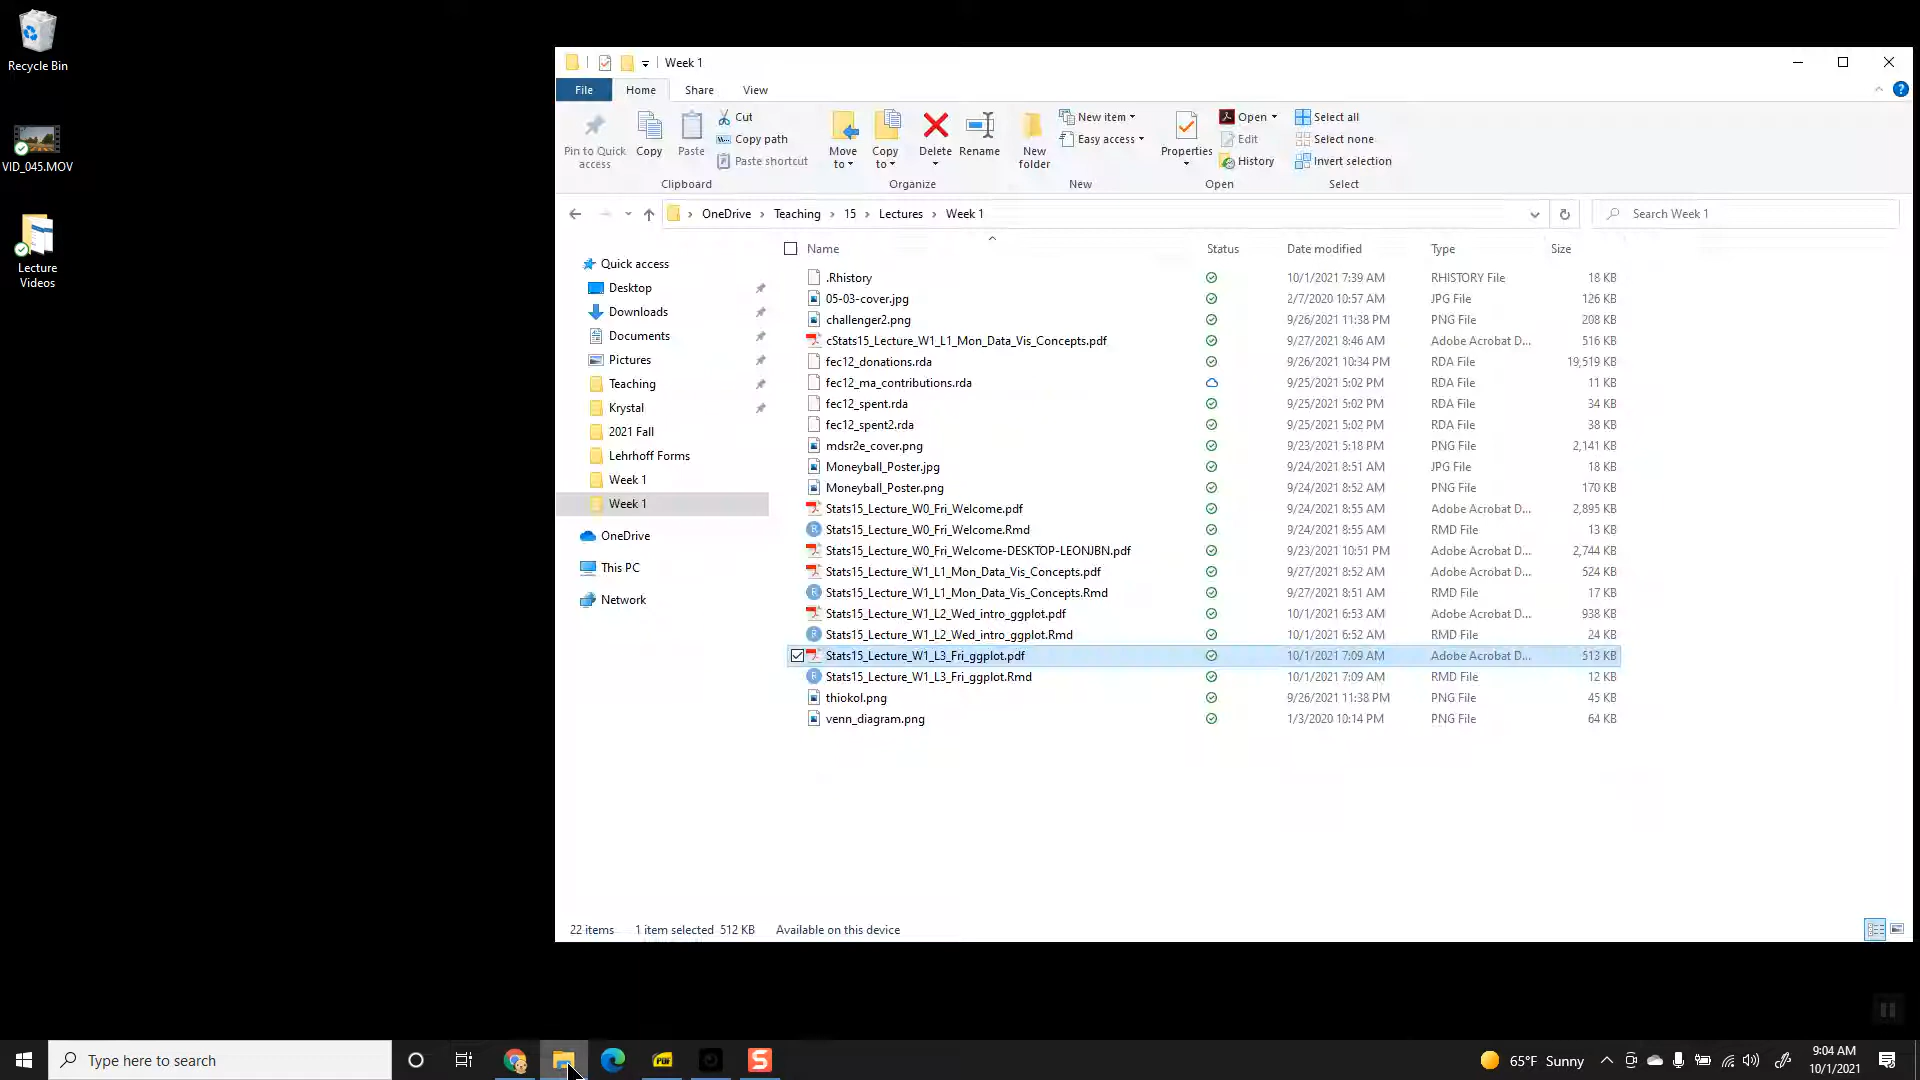 Recycle Bin
VID_045.MOV
Lecture
Videos
Week 1
File Home Share View
Pin to Quick
access
Copy
Paste
Cut
Copy path
Paste shortcut
Clipboard
Move
to
Copy
to
Delete
Rename
Organize
New
folder
New item
Easy access
New
Properties
Open
Edit
History
Open
Select all
Select none
Invert selection
Select
OneDrive › Teaching › 15 › Lectures › Week 1
Search Week 1
Quick access
Desktop
Downloads
Documents
Pictures
Teaching
Krystal
2021 Fall
Lehrhoff Forms
Week 1
Week 1
OneDrive
This PC
Network
Name Status Date modified Type Size
.Rhistory 10/1/2021 7:39 AM RHISTORY File 18 KB
05-03-cover.jpg 2/7/2020 10:57 AM JPG File 126 KB
challenger2.png 9/26/2021 11:38 PM PNG File 208 KB
cStats15_Lecture_W1_L1_Mon_Data_Vis_Concepts.pdf 9/27/2021 8:46 AM Adobe Acrobat D... 516 KB
fec12_donations.rda 9/26/2021 10:34 PM RDA File 19,519 KB
fec12_ma_contributions.rda 9/25/2021 5:02 PM RDA File 11 KB
fec12_spent.rda 9/25/2021 5:02 PM RDA File 34 KB
fec12_spent2.rda 9/25/2021 5:02 PM RDA File 38 KB
mdsr2e_cover.png 9/23/2021 5:18 PM PNG File 2,141 KB
Moneyball_Poster.jpg 9/24/2021 8:51 AM JPG File 18 KB
Moneyball_Poster.png 9/24/2021 8:52 AM PNG File 170 KB
Stats15_Lecture_W0_Fri_Welcome.pdf 9/24/2021 8:55 AM Adobe Acrobat D... 2,895 KB
Stats15_Lecture_W0_Fri_Welcome.Rmd 9/24/2021 8:55 AM RMD File 13 KB
Stats15_Lecture_W0_Fri_Welcome-DESKTOP-LEONJBN.pdf 9/23/2021 10:51 PM Adobe Acrobat D... 2,744 KB
Stats15_Lecture_W1_L1_Mon_Data_Vis_Concepts.pdf 9/27/2021 8:52 AM Adobe Acrobat D... 524 KB
Stats15_Lecture_W1_L1_Mon_Data_Vis_Concepts.Rmd 9/27/2021 8:51 AM RMD File 17 KB
Stats15_Lecture_W1_L2_Wed_intro_ggplot.pdf 10/1/2021 6:53 AM Adobe Acrobat D... 938 KB
Stats15_Lecture_W1_L2_Wed_intro_ggplot.Rmd 10/1/2021 6:52 AM RMD File 24 KB
Stats15_Lecture_W1_L3_Fri_ggplot.pdf 10/1/2021 7:09 AM Adobe Acrobat D... 513 KB
Stats15_Lecture_W1_L3_Fri_ggplot.Rmd 10/1/2021 7:09 AM RMD File 12 KB
thiokol.png 9/26/2021 11:38 PM PNG File 45 KB
venn_diagram.png 1/3/2020 10:14 PM PNG File 64 KB
22 items 1 item selected 512 KB Available on this device
Type here to search
PDF
S
65°F Sunny
9:04 AM
10/1/2021